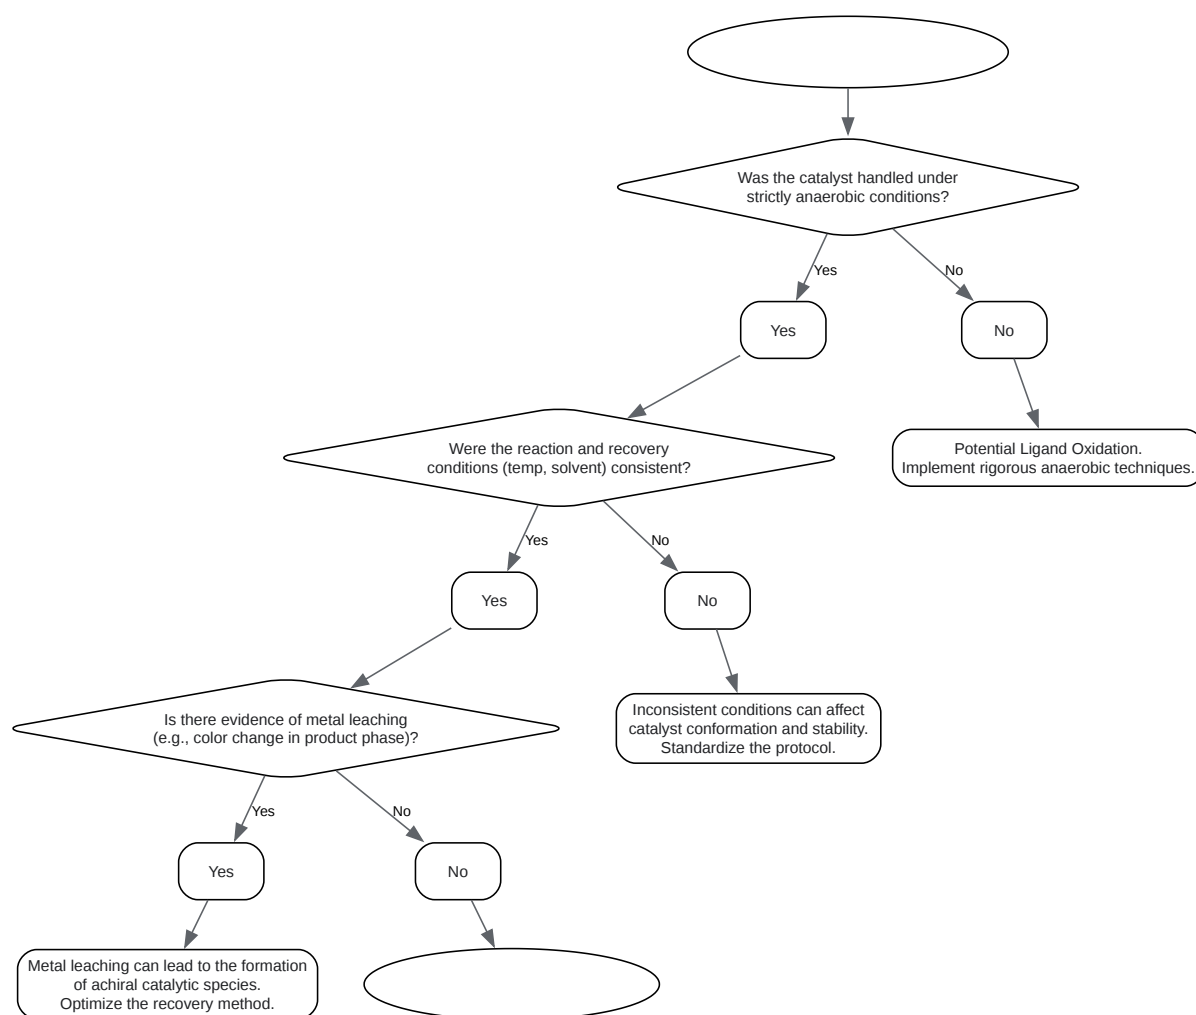 Was the catalyst handled under
strictly anaerobic conditions?
Yes
No
Yes
No
Potential Ligand Oxidation.
Implement rigorous anaerobic techniques.
Were the reaction and recovery
conditions (temp, solvent) consistent?
Yes
No
Yes
No
Inconsistent conditions can affect
catalyst conformation and stability.
Standardize the protocol.
Is there evidence of metal leaching
(e.g., color change in product phase)?
Yes
No
Yes
No
Metal leaching can lead to the formation
of achiral catalytic species.
Optimize the recovery method.